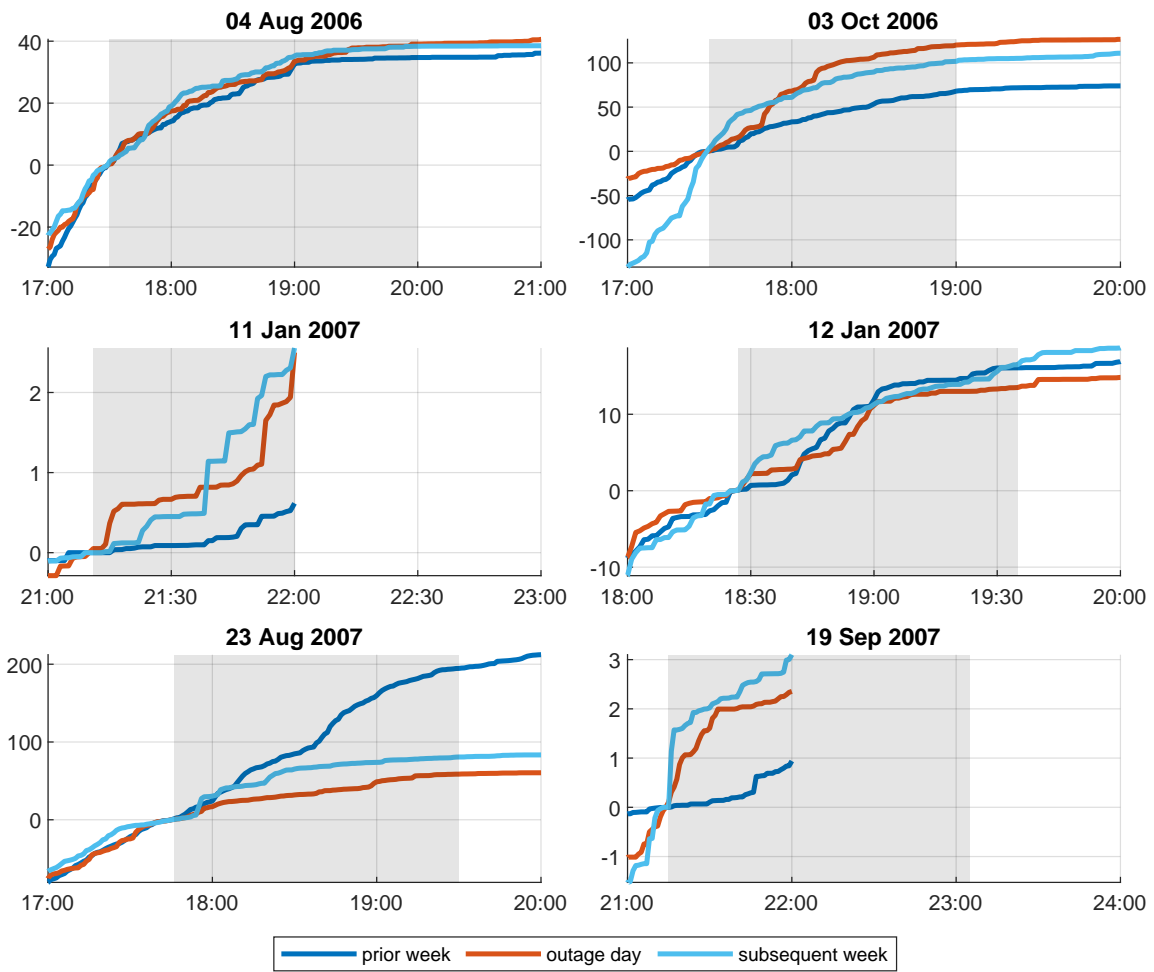 04 Aug 2006
40
20
0
-20
17:00 18:00 19:00 20:00 21:00
03 Oct 2006
100
50
0
-50
-100
17:00 18:00 19:00 20:00
11 Jan 2007
2
1
0
21:00 21:30 22:00 22:30 23:00
12 Jan 2007
10
0
-10
18:00 18:30 19:00 19:30 20:00
23 Aug 2007
200
100
0
17:00 18:00 19:00 20:00
19 Sep 2007
3
2
1
0
-1
21:00 22:00 23:00 24:00
prior week outage day subsequent week